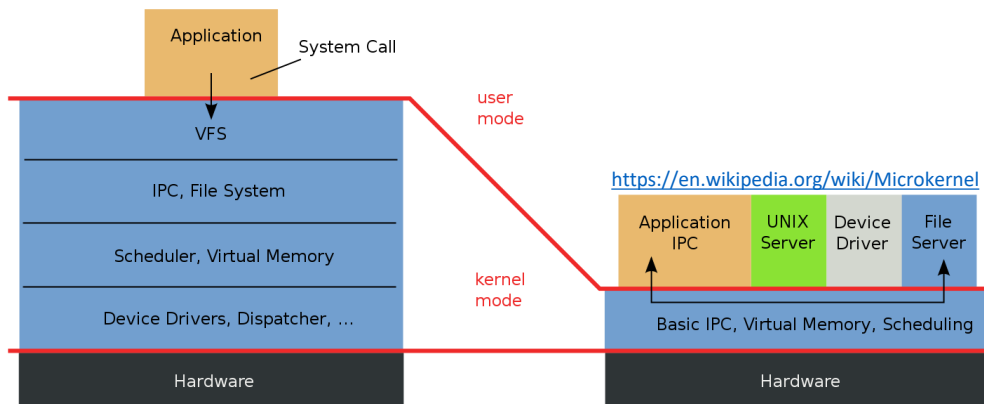 Application
System Call
VFS
IPC, File System
Scheduler, Virtual Memory
Device Drivers, Dispatcher, ...
Hardware
user
mode
kernel
mode
https://en.wikipedia.org/wiki/Microkernel
Application
IPC
UNIX
Server
Device
Driver
File
Server
Basic IPC, Virtual Memory, Scheduling
Hardware